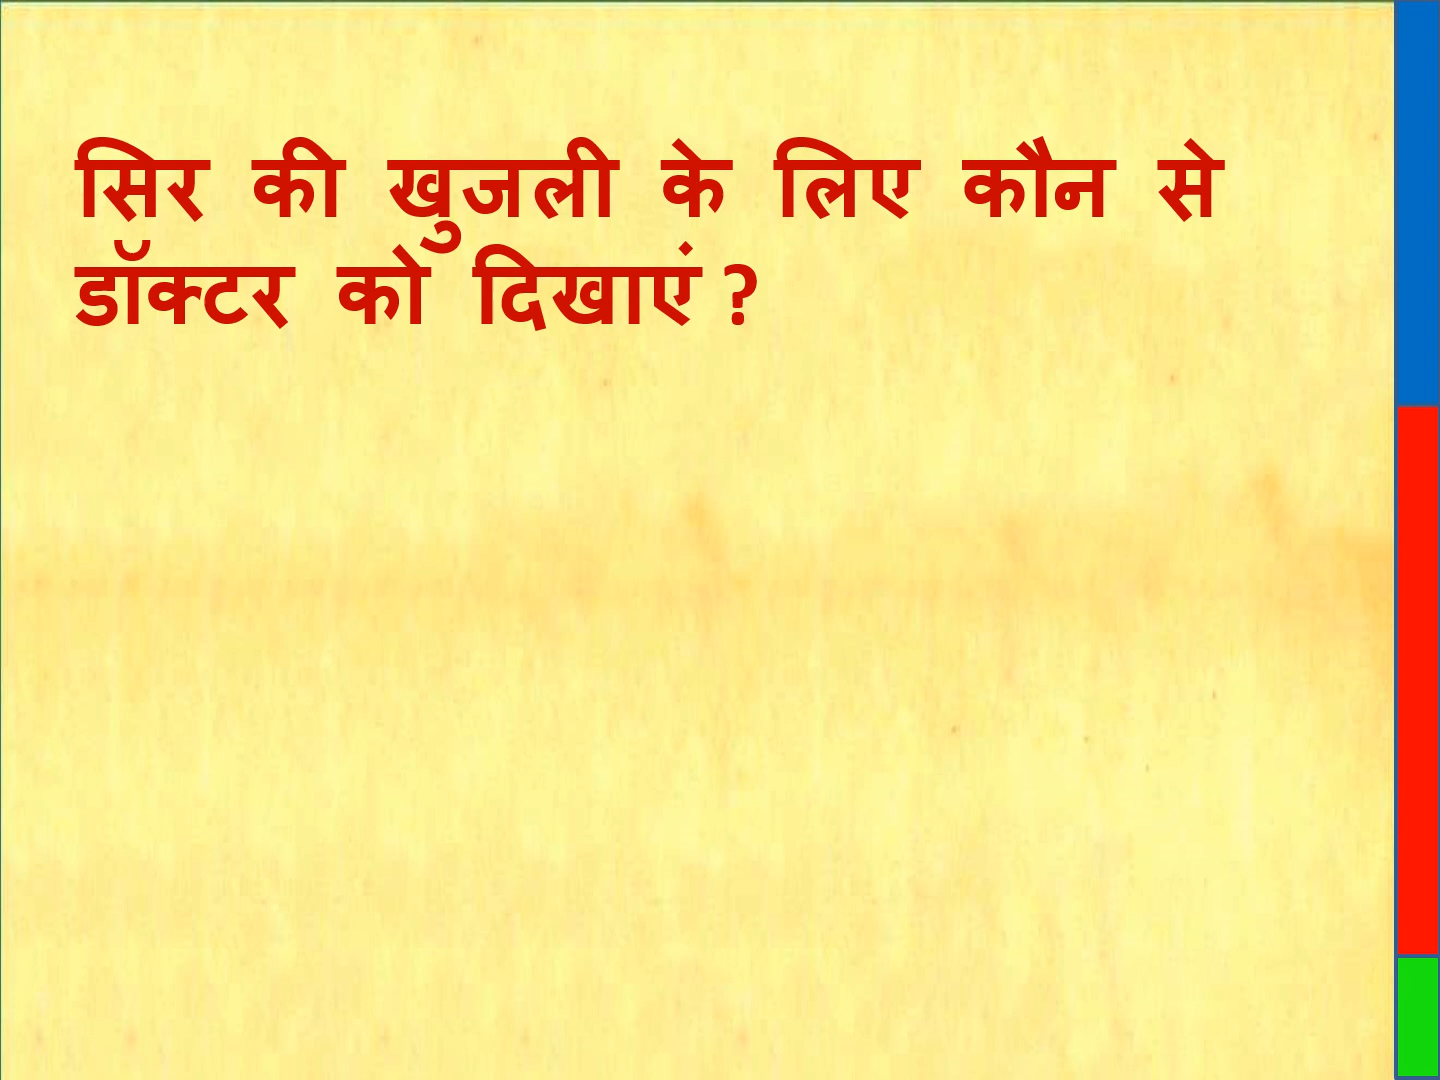 सिर की खुजली के लिए कौन से
डॉक्टर को दिखाएं ?